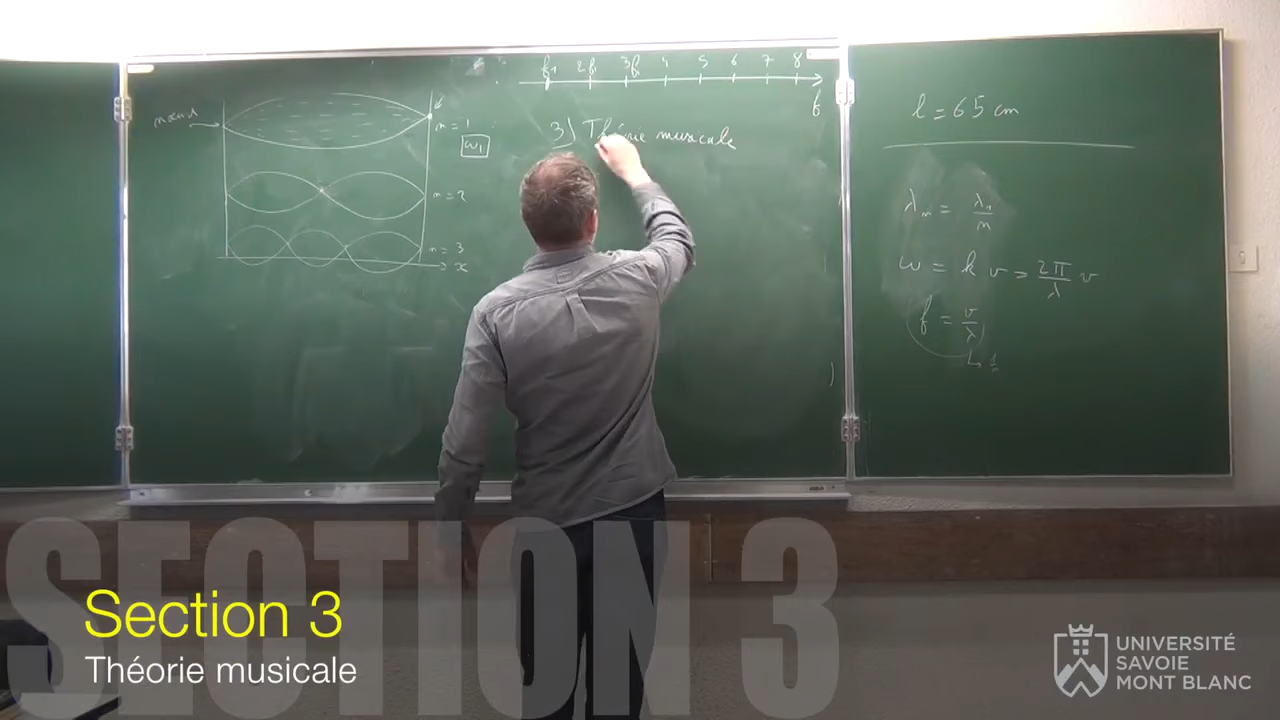 f₁ 2f₁ 3f₁ 4 5 6 7 8
f
nœud
n = 1
ω₁
n = 2
n = 3
x
3) Théorie musicale
l = 65 cm
λn = λ₁/n
ω = k v = 2π/λ v
f = v/λ
SECTION 3
Section 3
Théorie musicale
UNIVERSITÉ
SAVOIE
MONT BLANC